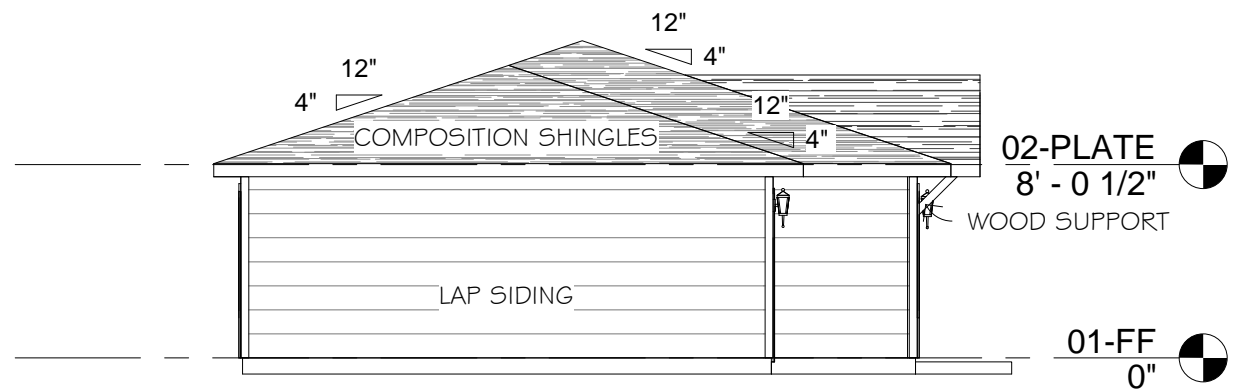 12"
4"
12"
4"
12"
4"
COMPOSITION SHINGLES
02-PLATE
8' - 0 1/2"
WOOD SUPPORT
LAP SIDING
01-FF
0"